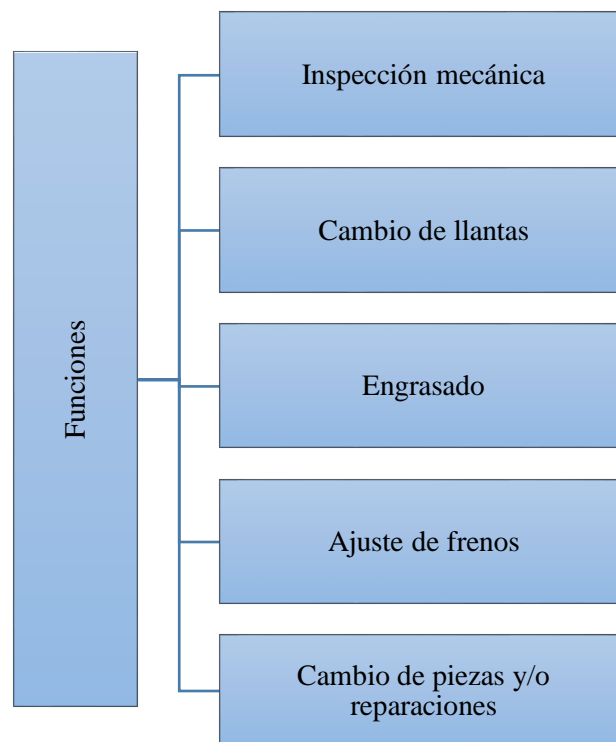 Funciones
Inspección mecánica
Cambio de llantas
Engrasado
Ajuste de frenos
Cambio de piezas y/o
reparaciones